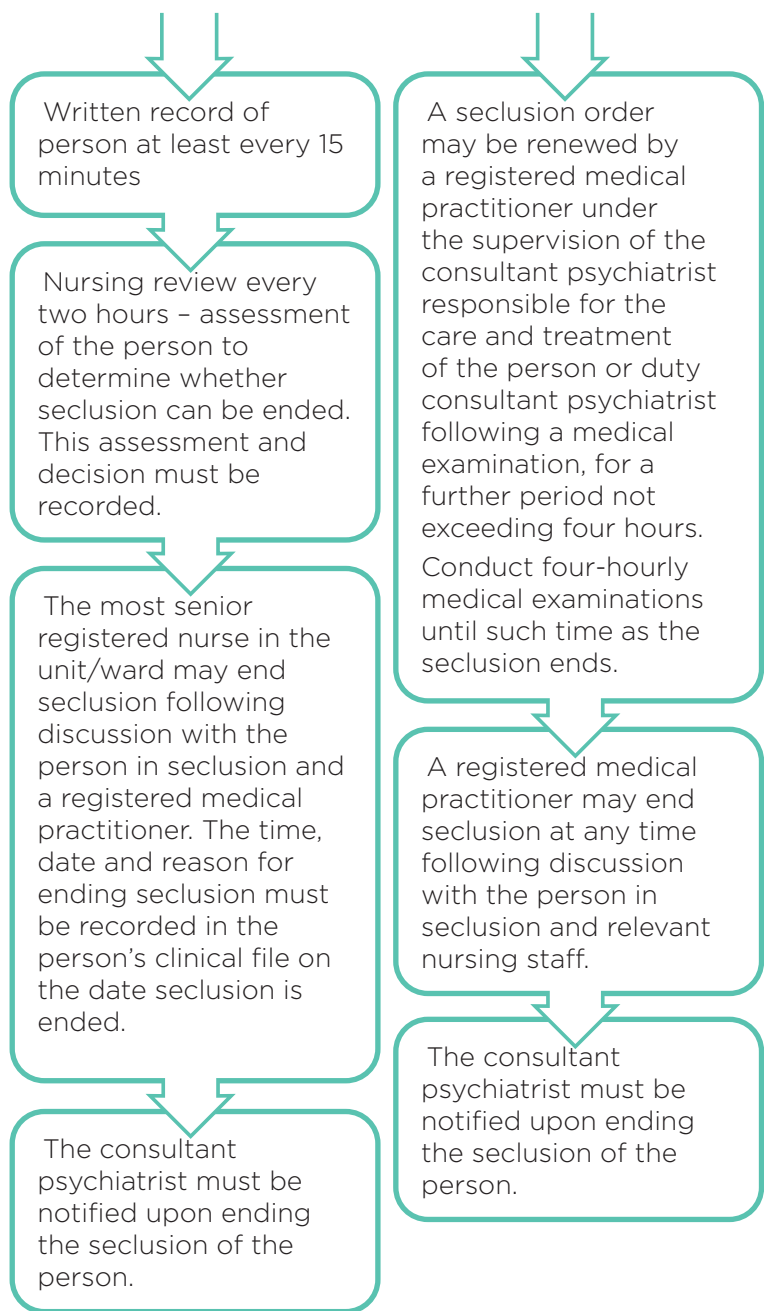 Written record of
person at least every 15
minutes
Nursing review every
two hours – assessment
of the person to
determine whether
seclusion can be ended.
This assessment and
decision must be
recorded.
The most senior
registered nurse in the
unit/ward may end
seclusion following
discussion with the
person in seclusion and
a registered medical
practitioner. The time,
date and reason for
ending seclusion must
be recorded in the
person’s clinical file on
the date seclusion is
ended.
The consultant
psychiatrist must be
notified upon ending
the seclusion of the
person.
A seclusion order
may be renewed by
a registered medical
practitioner under
the supervision of the
consultant psychiatrist
responsible for the
care and treatment
of the person or duty
consultant psychiatrist
following a medical
examination, for a
further period not
exceeding four hours.
Conduct four-hourly
medical examinations
until such time as the
seclusion ends.
A registered medical
practitioner may end
seclusion at any time
following discussion
with the person in
seclusion and relevant
nursing staff.
The consultant
psychiatrist must be
notified upon ending
the seclusion of the
person.